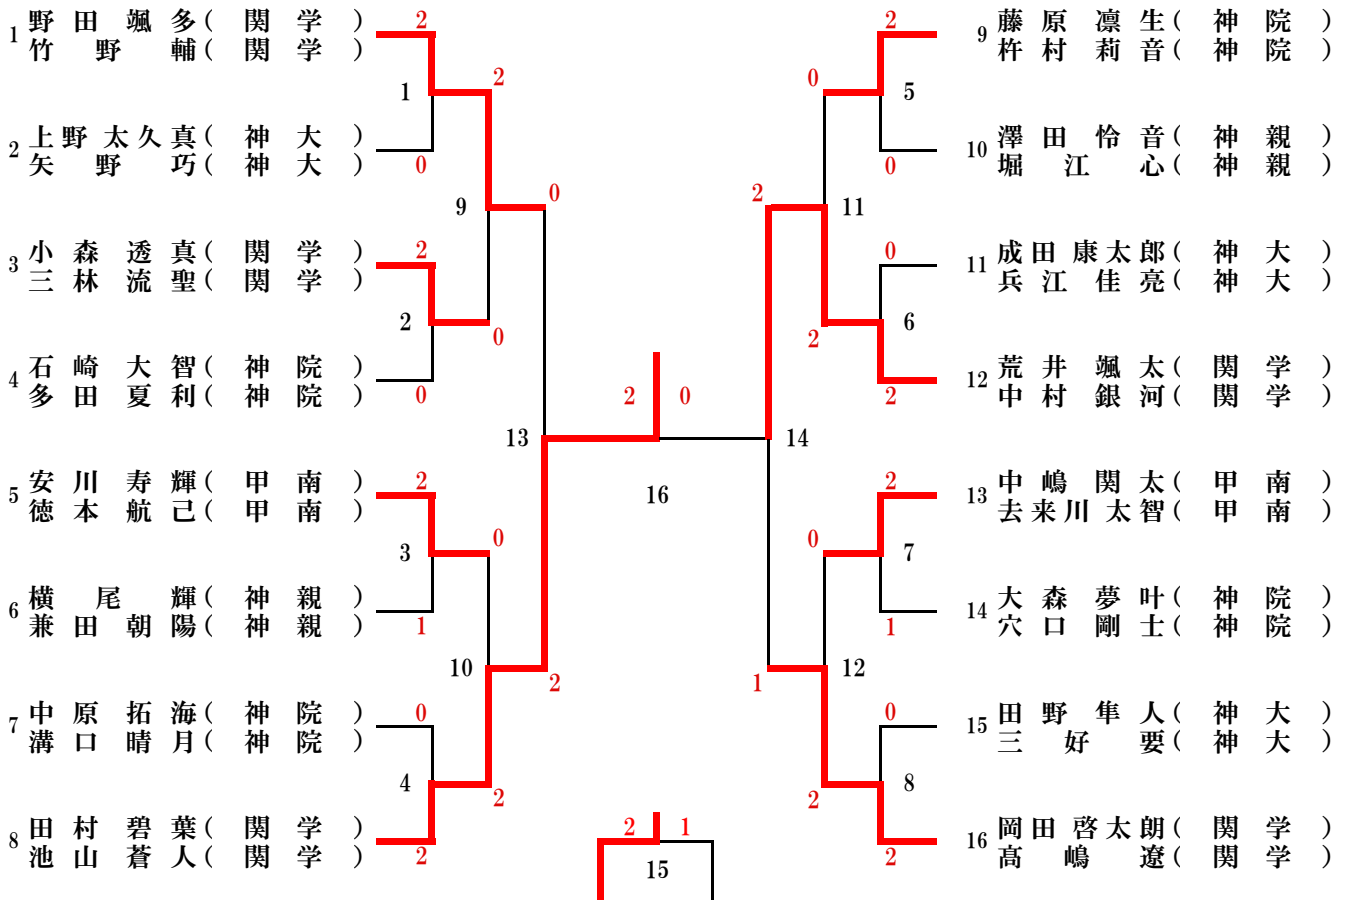 1 野田颯多(関学)
竹野輔(関学)
2 上野太久真(神大)
矢野巧(神大)
3 小森透真(関学)
三林流聖(関学)
4 石崎大智(神院)
多田夏利(神院)
5 安川寿輝(甲南)
徳本航己(甲南)
6 横尾輝(神親)
兼田朝陽(神親)
7 中原拓海(神院)
溝口晴月(神院)
8 田村碧葉(関学)
池山蒼人(関学)
2
1
0
2
2
0
2
3
1
0
4
2
2
9
0
0
10
2
0
13
2
2 0
16
2 1
15
14
2
1
11
0
2
12
0
2
5
2
0
6
0
2
7
2
1
8
0
2
9 藤原凛生(神院)
杵村莉音(神院)
10 澤田怜音(神親)
堀江心(神親)
11 成田康太郎(神大)
兵江佳亮(神大)
12 荒井颯太(関学)
中村銀河(関学)
13 中嶋関太(甲南)
去来川太智(甲南)
14 大森夢叶(神院)
穴口剛士(神院)
15 田野隼人(神大)
三好要(神大)
16 岡田啓太朗(関学)
髙嶋遼(関学)